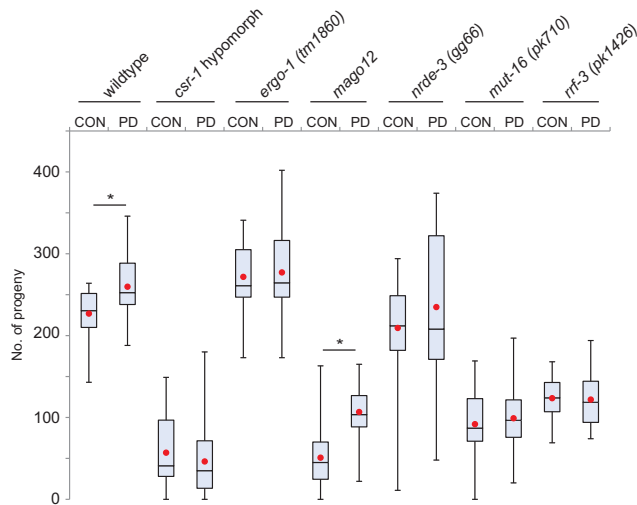 wildtype
csr-1 hypomorph
ergo-1 (tm1860)
mago12
nrde-3 (gg66)
mut-16 (pk710)
rrf-3 (pk1426)
CON PD CON PD CON PD CON PD CON PD CON PD CON PD
400
*
300
No. of progeny
200
*
100
0